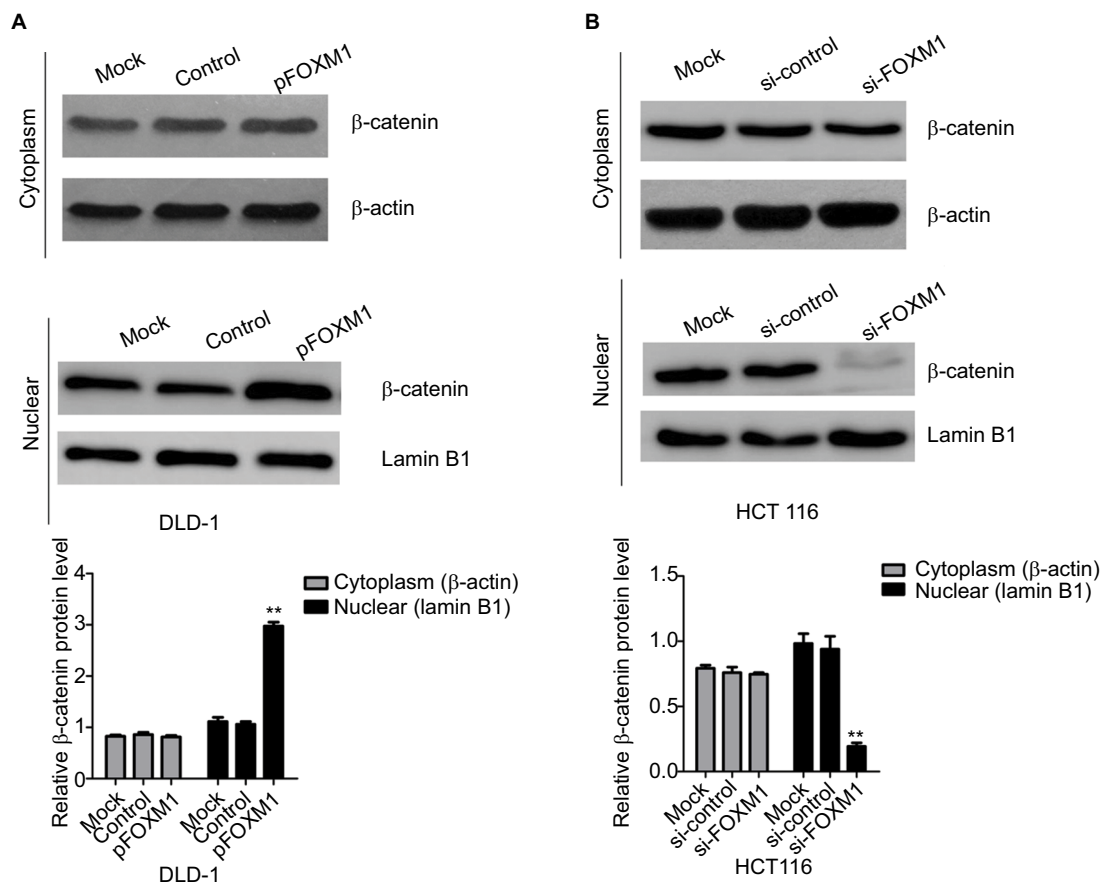 A
Mock
Control
pFOXM1
Cytoplasm
β-catenin
β-actin
Mock
Control
pFOXM1
Nuclear
β-catenin
Lamin B1
DLD-1
Relative β-catenin protein level
4
3
2
1
0
Cytoplasm (β-actin)
Nuclear (lamin B1)
**
Mock
Control
pFOXM1
Mock
Control
pFOXM1
DLD-1
B
Mock
si-control
si-FOXM1
Cytoplasm
β-catenin
β-actin
Mock
si-control
si-FOXM1
Nuclear
β-catenin
Lamin B1
HCT 116
Relative β-catenin protein level
1.5
1.0
0.5
0.0
Cytoplasm (β-actin)
Nuclear (lamin B1)
**
Mock
si-control
si-FOXM1
Mock
si-control
si-FOXM1
HCT116